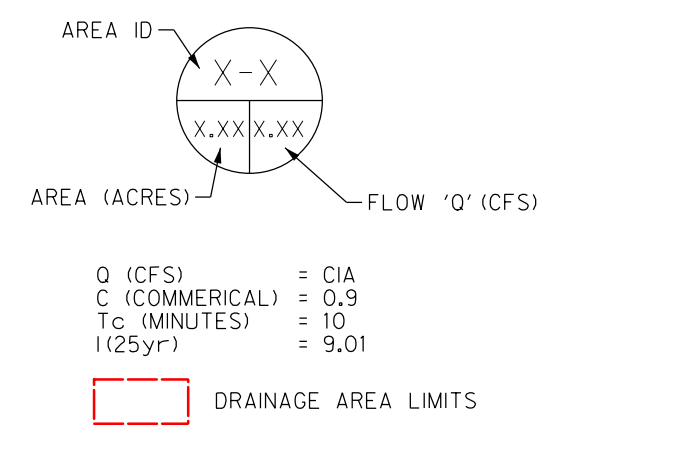 AREA ID
X-X
X.XX X.XX
AREA (ACRES)
FLOW 'Q' (CFS)
Q (CFS) = CIA
C (COMMERICAL) = 0.9
Tc (MINUTES) = 10
I(25yr) = 9.01
DRAINAGE AREA LIMITS